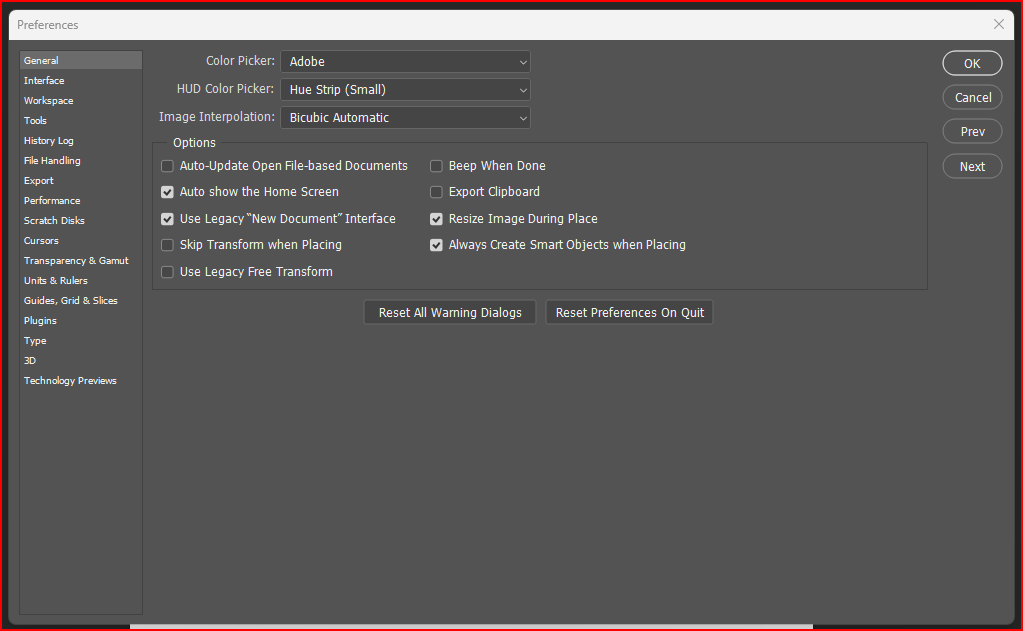 Preferences
General
Interface
Workspace
Tools
History Log
File Handling
Export
Performance
Scratch Disks
Cursors
Transparency & Gamut
Units & Rulers
Guides, Grid & Slices
Plugins
Type
3D
Technology Previews
Color Picker: Adobe
HUD Color Picker: Hue Strip (Small)
Image Interpolation: Bicubic Automatic
Options
Auto-Update Open File-based Documents
Beep When Done
Auto show the Home Screen
Export Clipboard
Use Legacy “New Document” Interface
Resize Image During Place
Skip Transform when Placing
Always Create Smart Objects when Placing
Use Legacy Free Transform
Reset All Warning Dialogs
Reset Preferences On Quit
OK
Cancel
Prev
Next